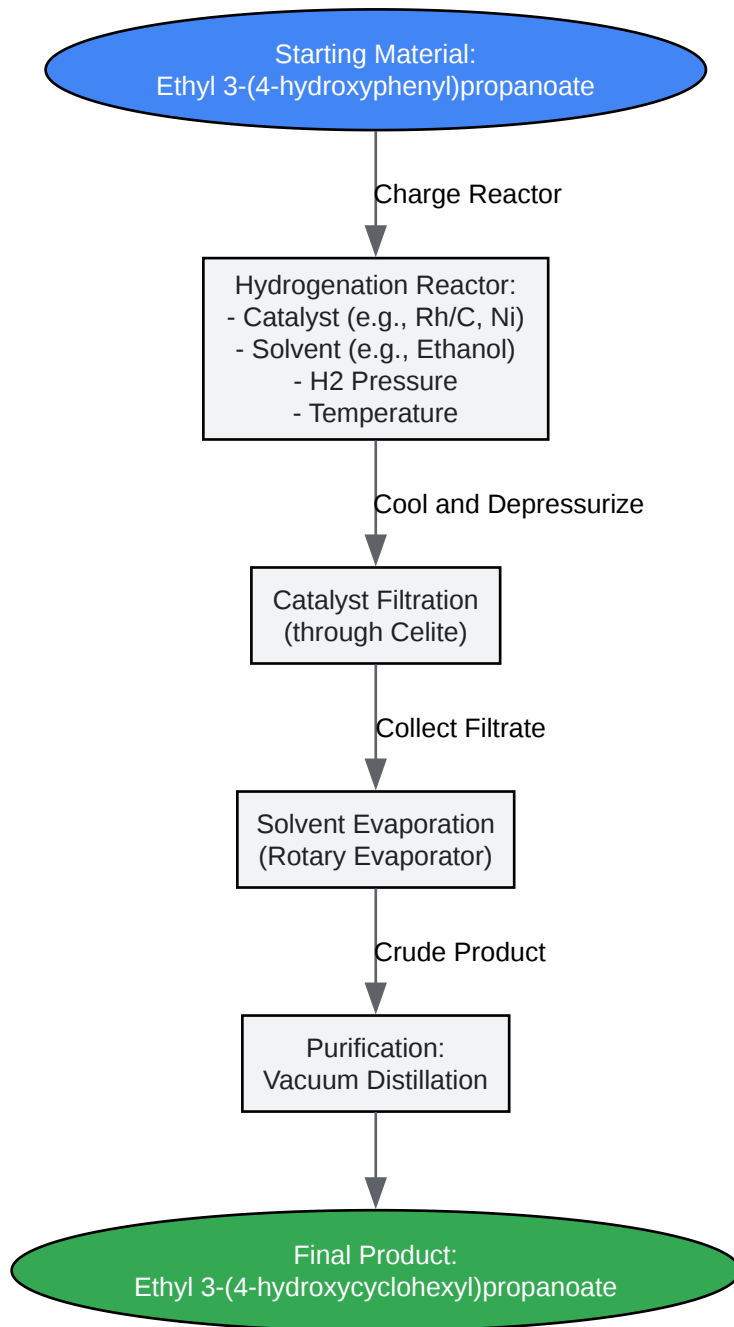 Starting Material:
Ethyl 3-(4-hydroxyphenyl)propanoate
Charge Reactor
Hydrogenation Reactor:
- Catalyst (e.g., Rh/C, Ni)
- Solvent (e.g., Ethanol)
- H2 Pressure
- Temperature
Cool and Depressurize
Catalyst Filtration
(through Celite)
Collect Filtrate
Solvent Evaporation
(Rotary Evaporator)
Crude Product
Purification:
Vacuum Distillation
Final Product:
Ethyl 3-(4-hydroxycyclohexyl)propanoate